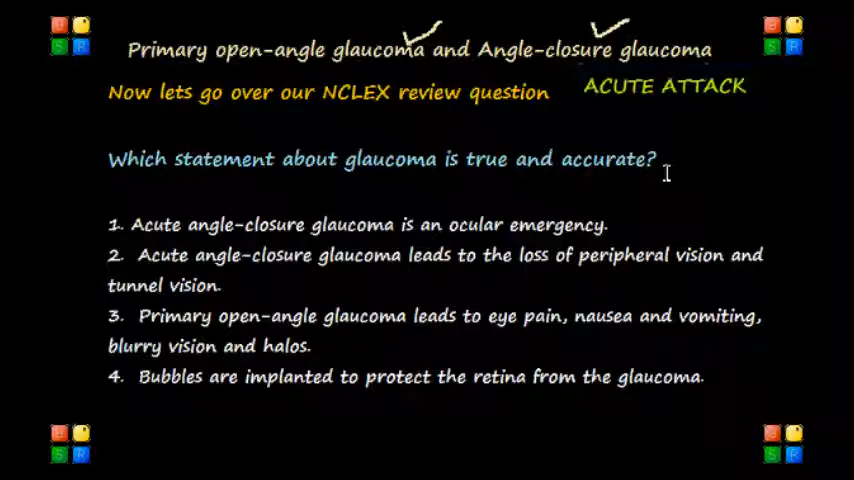 Primary open-angle glaucoma and Angle-closure glaucoma
Now lets go over our NCLEX review question
ACUTE ATTACK
Which statement about glaucoma is true and accurate?
1. Acute angle-closure glaucoma is an ocular emergency.
2. Acute angle-closure glaucoma leads to the loss of peripheral vision and
tunnel vision.
3. Primary open-angle glaucoma leads to eye pain, nausea and vomiting,
blurry vision and halos.
4. Bubbles are implanted to protect the retina from the glaucoma.